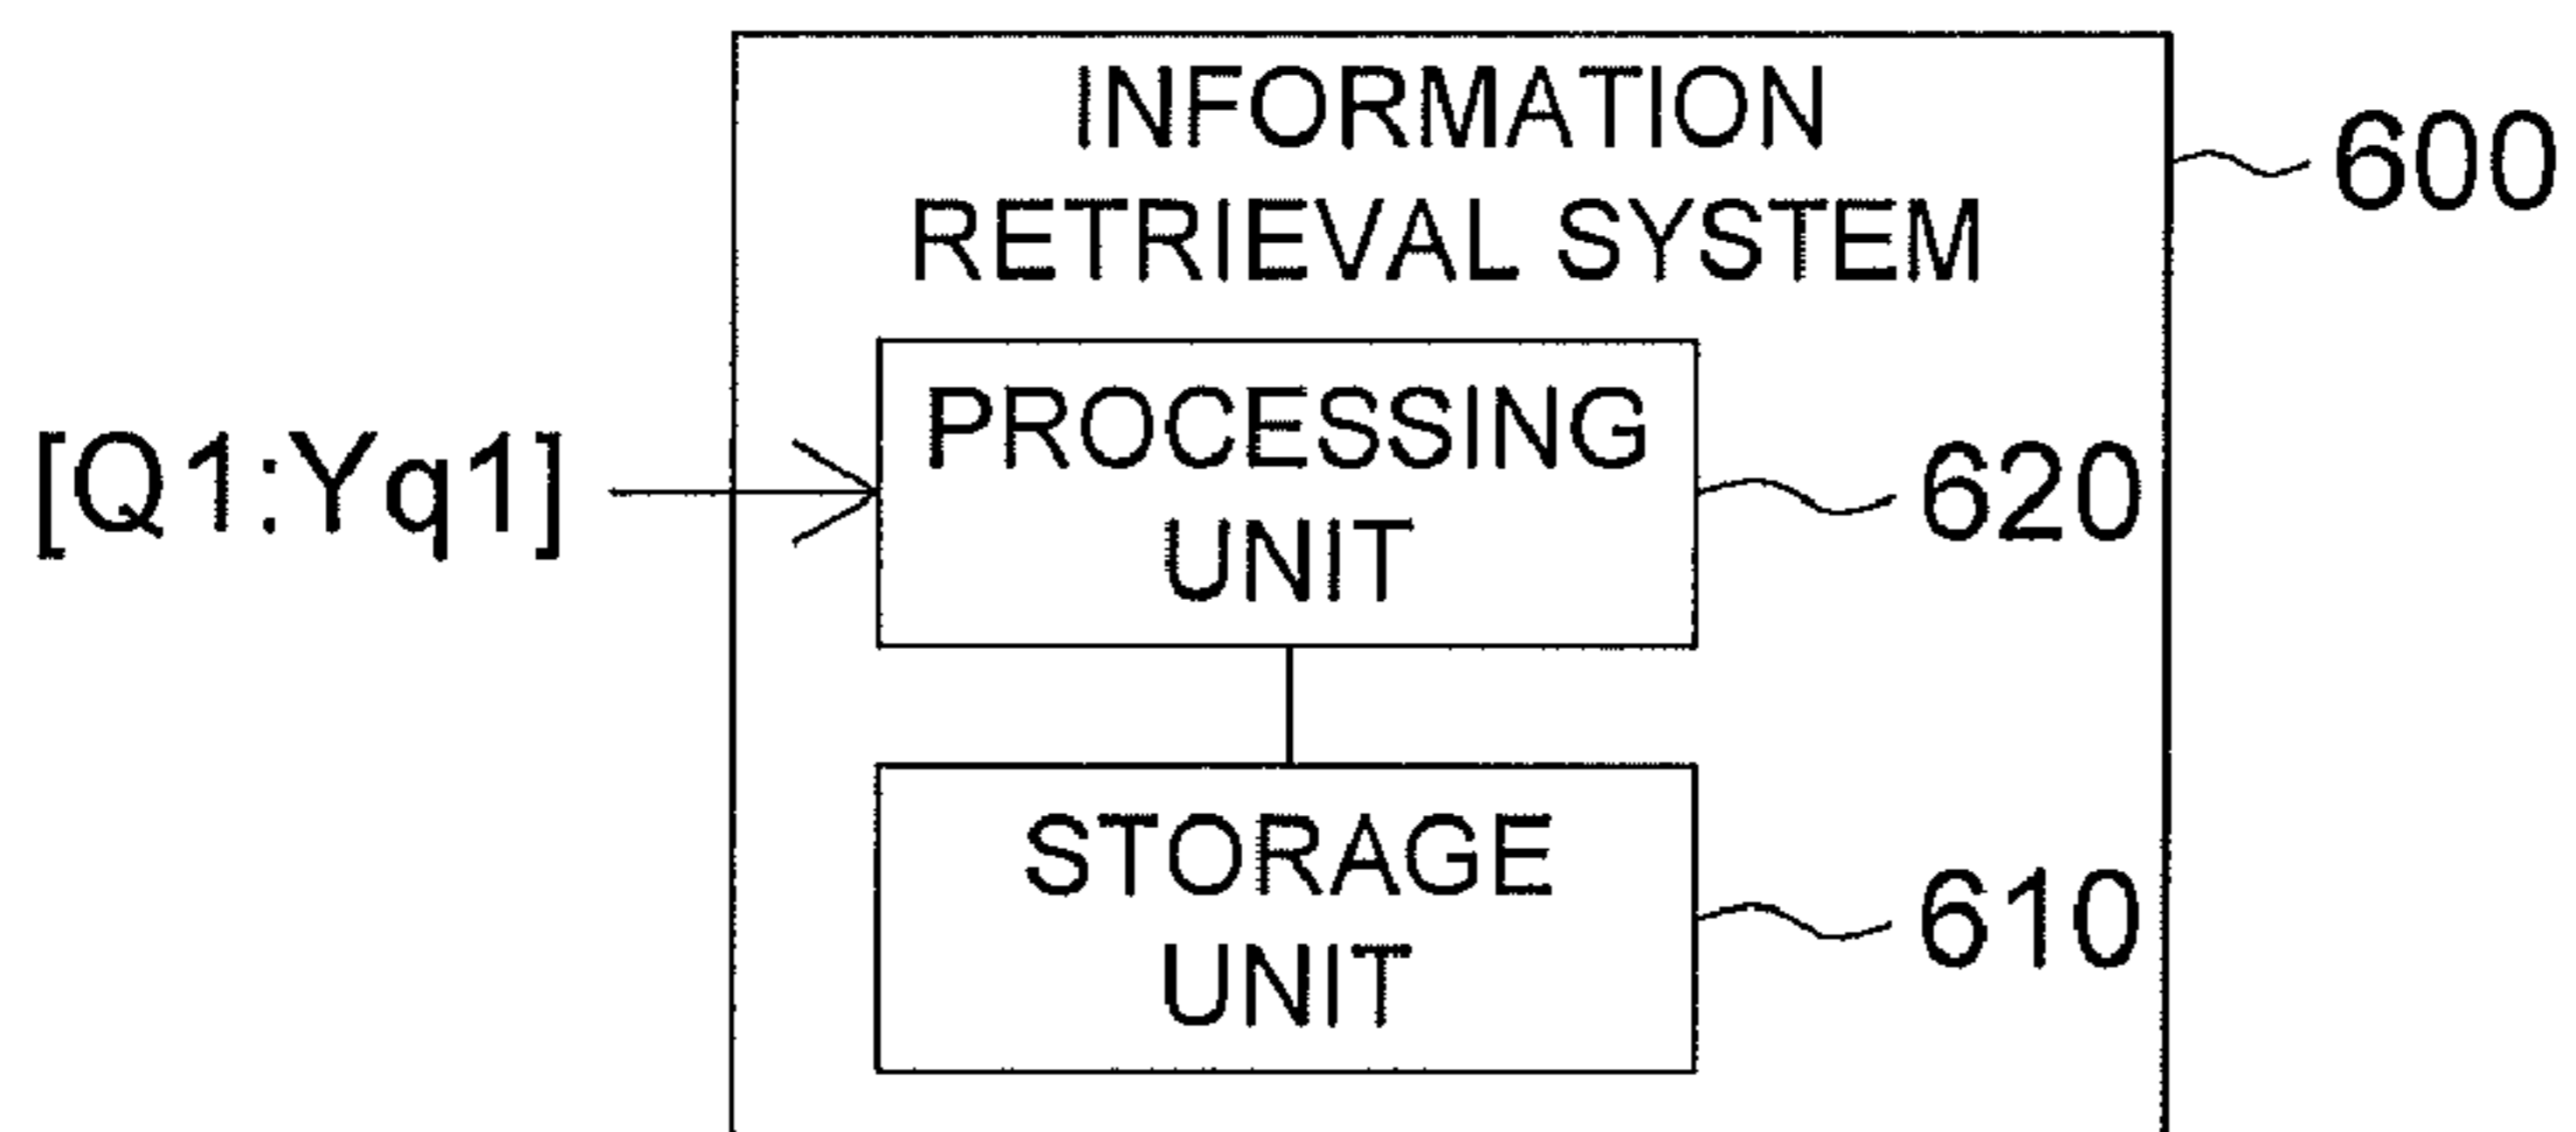 INFORMATION
RETRIEVAL SYSTEM
600
PROCESSING
UNIT
[Q1:Yq1]
620
STORAGE
UNIT
610